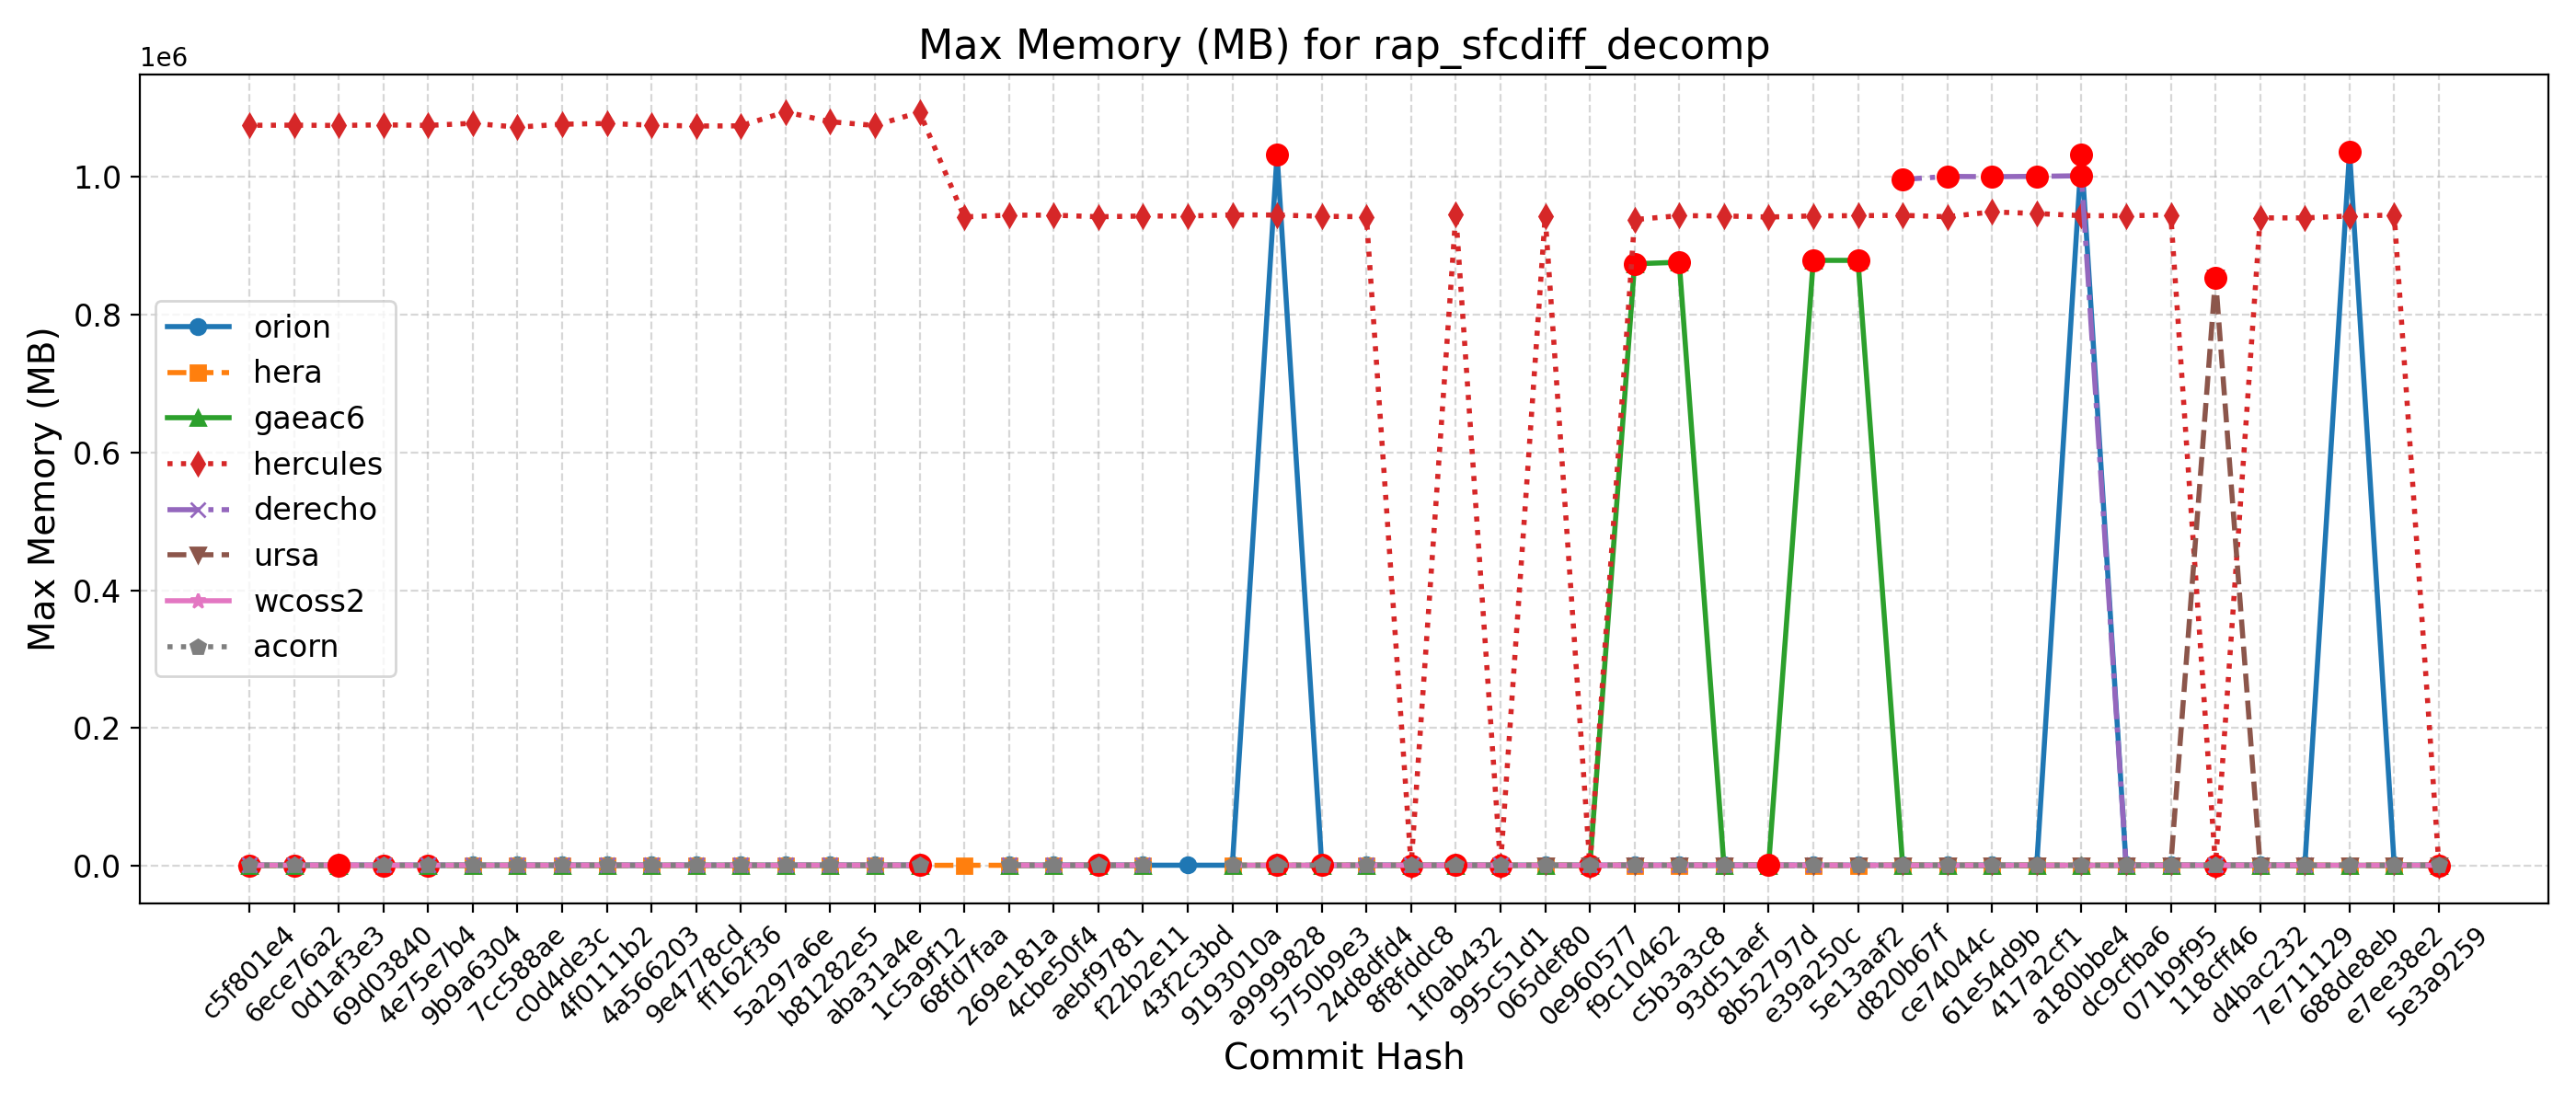 Max Memory (MB) for rap_sfcdiff_decomp
1e6
1.0
0.8
0.6
0.4
0.2
0.0
Max Memory (MB)
orion
hera
gaeac6
hercules
derecho
ursa
wcoss2
acorn
c5f801e4
6ece76a2
0d1af3e3
69d03840
4e75e7b4
9b9a6304
7cc588ae
c0d4de3c
4f0111b2
4a566203
9e4778cd
ff162f36
5a297a6e
b81282e5
aba31a4e
1c5a9f12
68fd7faa
269e181a
4cbe50f4
aebf9781
f22b2e11
43f2c3bd
9193010a
a9999828
5750b9e3
24d8dfd4
8f8fddc8
1f0ab432
995c51d1
065def80
0e960577
f9c10462
c5b3a3c8
93d51aef
8b52797d
e39a250c
5e13aaf2
d820b67f
ce74044c
61e54d9b
417a2cf1
a180bbe4
dc9cfba6
071b9f95
118cff46
d4bac232
7e711129
688de8eb
e7ee38e2
5e3a9259
Commit Hash